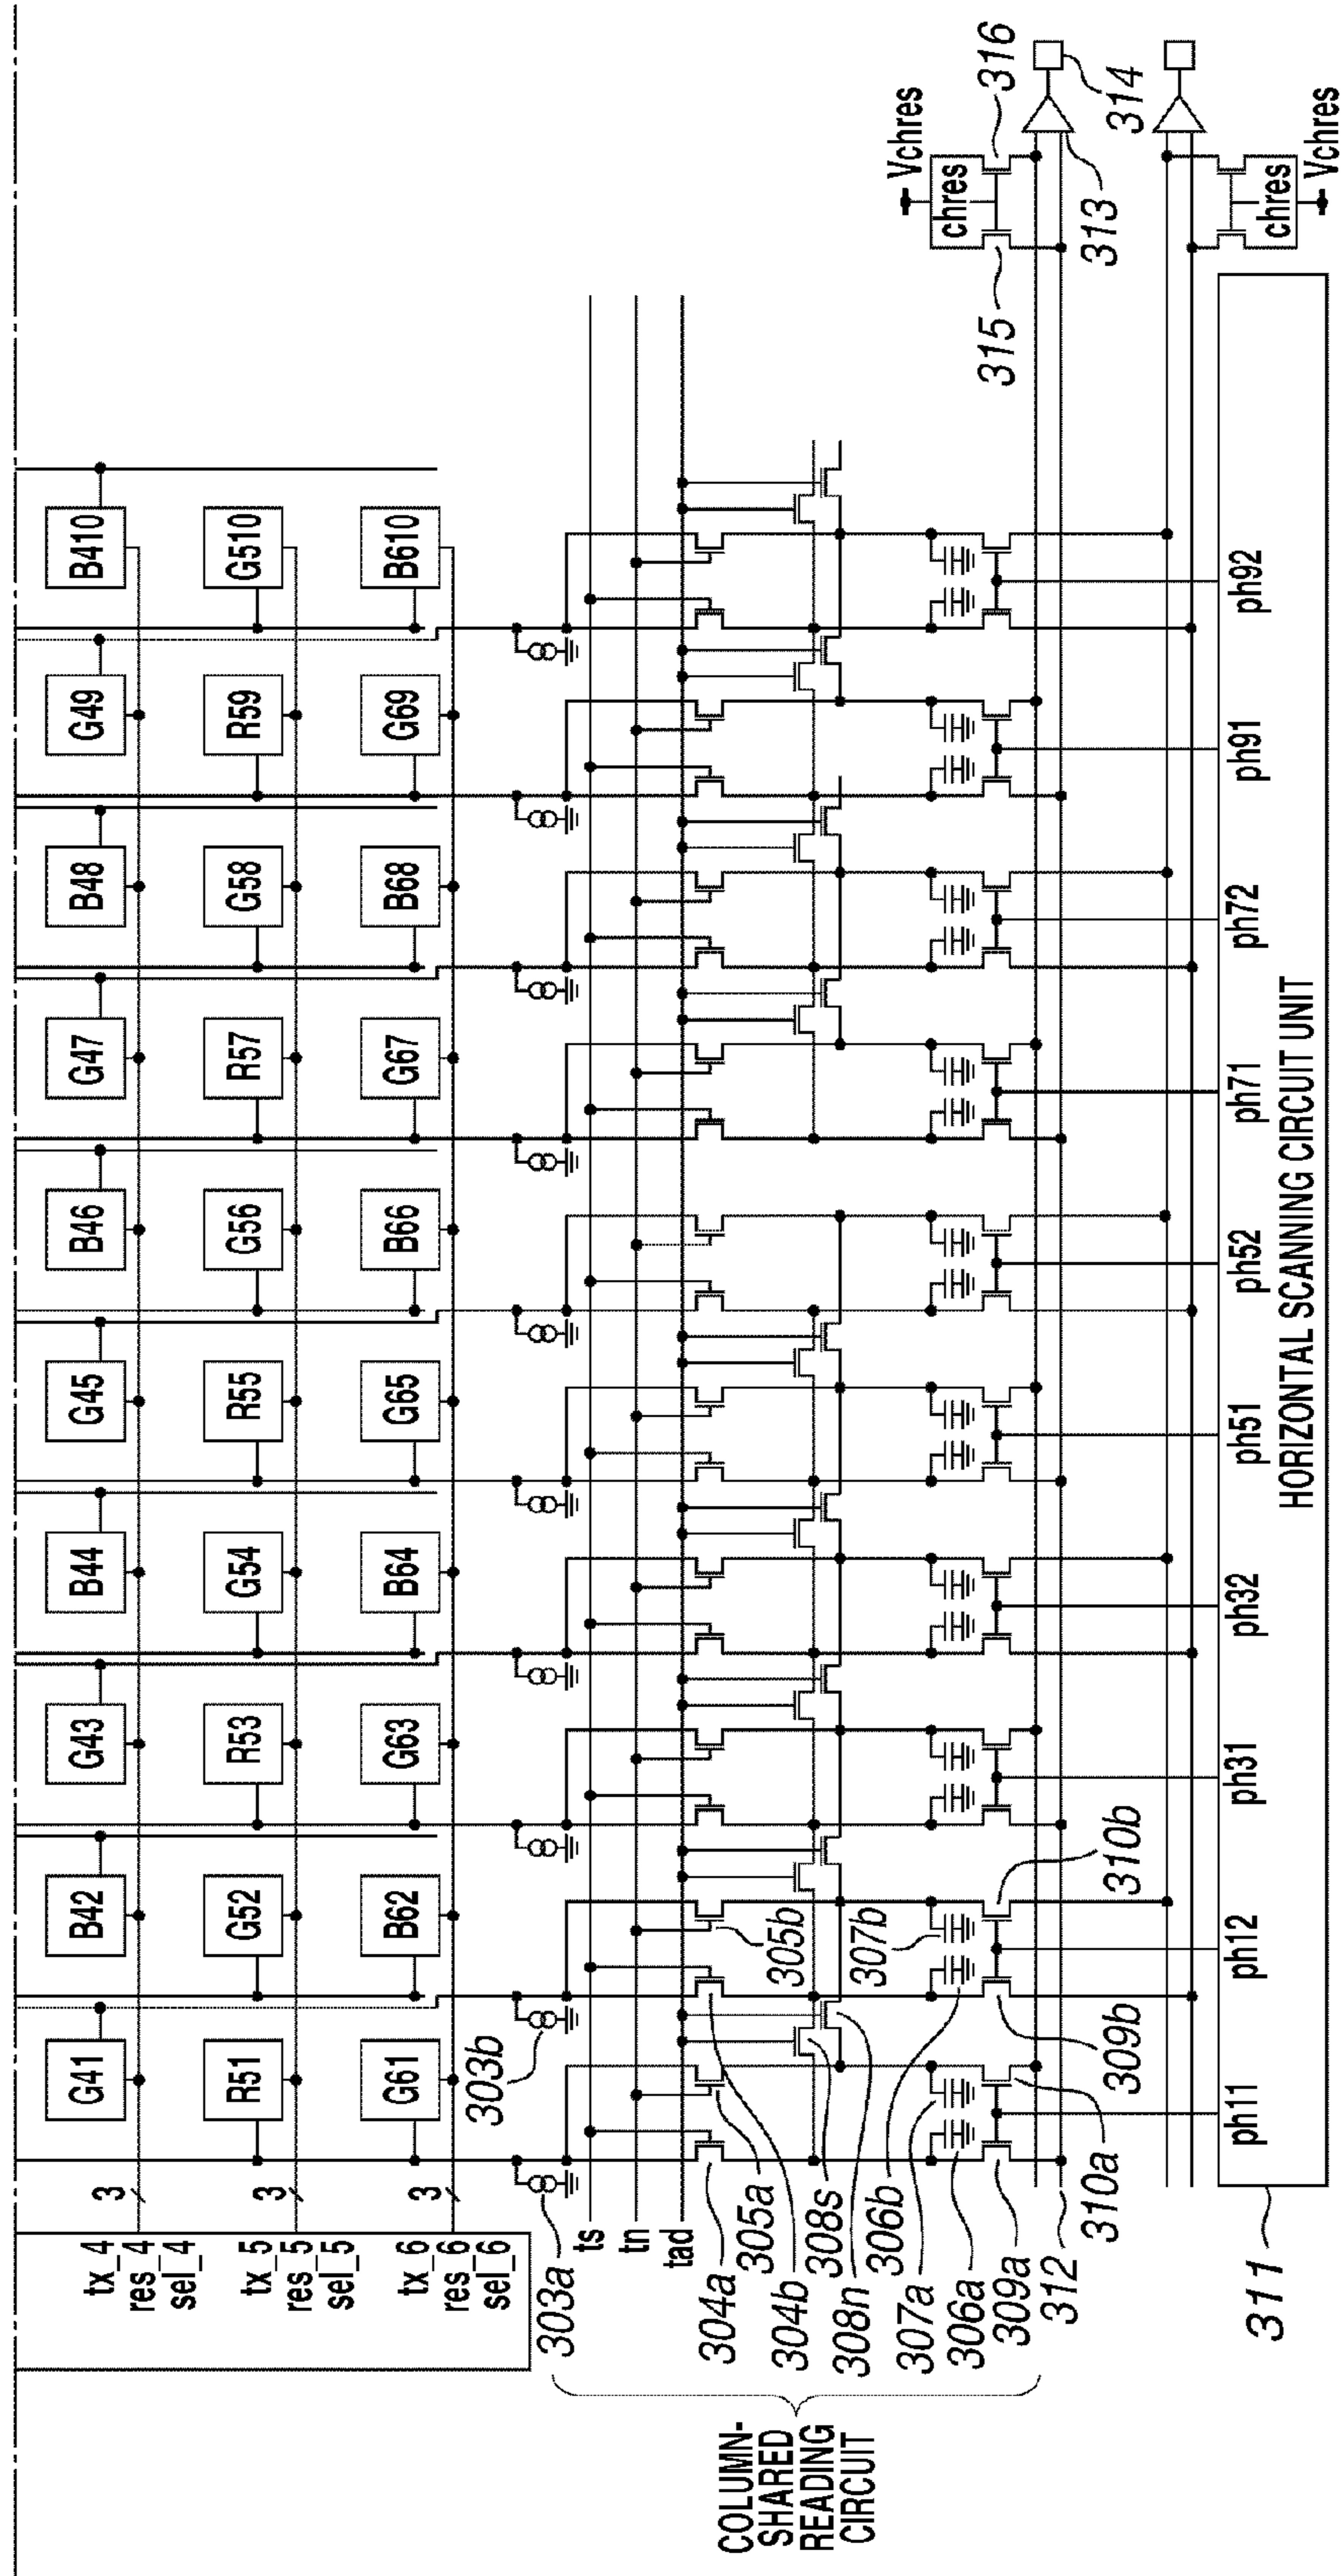 G41 B42 G43 B44 G45 B46 G47 B48 G49 B410
R51 G52 R53 G54 R55 G56 R57 G58 R59 G510
G61 B62 G63 B64 G65 B66 G67 B68 G69 B610
3
tx_4
res_4
sel_4
3
tx_5
res_5
sel_5
3
tx_6
res_6
sel_6
303a
303b
ts
tn
tad
304a
305a
304b
305b
308s
308n
307b
306b
307a
306a
309a
312
310a
309b
310b
COLUMN-
SHARED
READING
CIRCUIT
Vchres
chres
316
315
313
314
chres
Vchres
ph11 ph12 ph31 ph32 ph51 ph52 ph71 ph72 ph91 ph92
HORIZONTAL SCANNING CIRCUIT UNIT
311